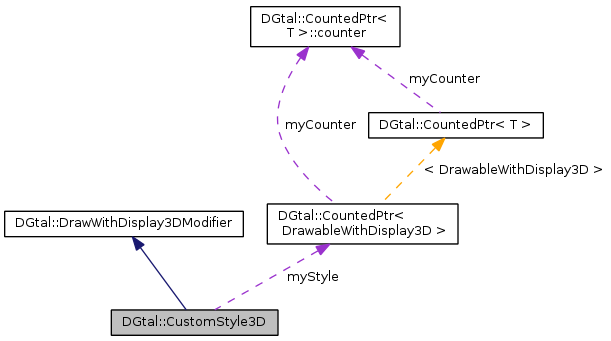 DGtal::CountedPtr<
T >::counter
myCounter
DGtal::CountedPtr< T >
myCounter
< DrawableWithDisplay3D >
DGtal::CountedPtr<
DrawableWithDisplay3D >
DGtal::DrawWithDisplay3DModifier
myStyle
DGtal::CustomStyle3D